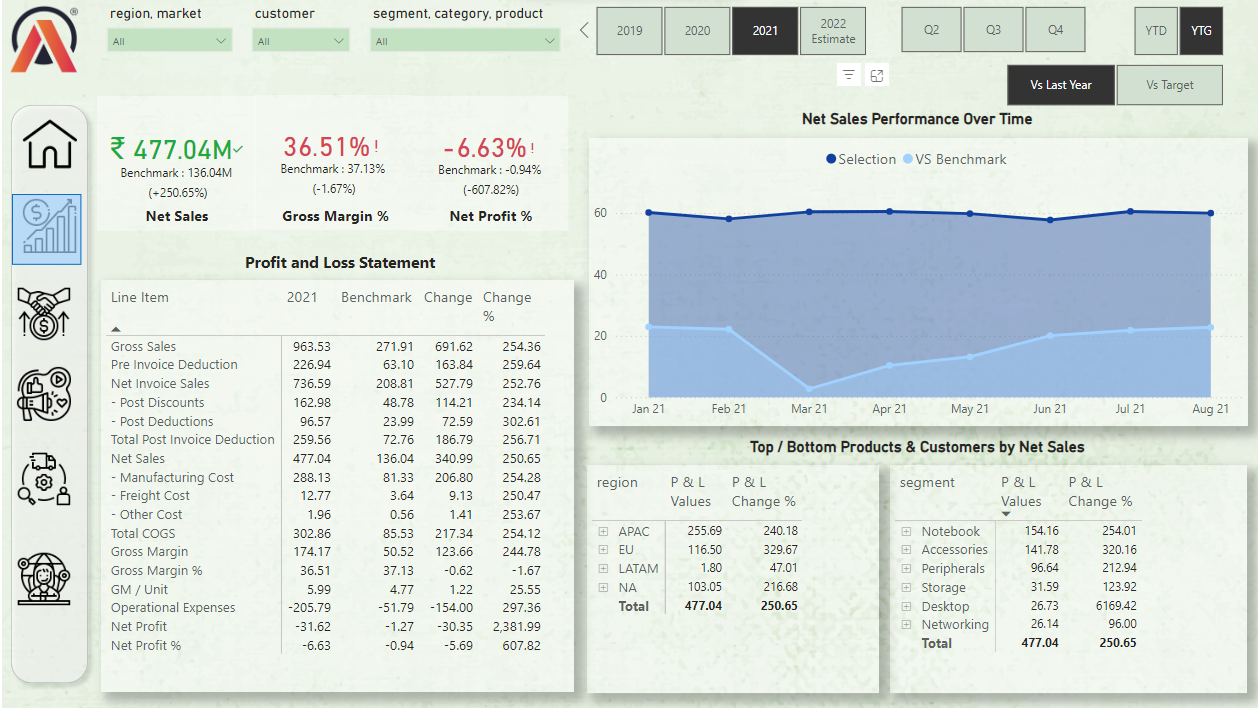 region, market
customer
segment, category, product
All
All
All
2019
2020
2021
2022
Estimate
Q2
Q3
Q4
YTD
YTG
Vs Last Year
Vs Target
₹ 477.04M
Benchmark : 136.04M
(+250.65%)
Net Sales
36.51%!
Benchmark : 37.13%
(-1.67%)
Gross Margin %
-6.63%!
Benchmark : -0.94%
(-607.82%)
Net Profit %
Net Sales Performance Over Time
Selection VS Benchmark
60
40
20
0
Jan 21 Feb 21 Mar 21 Apr 21 May 21 Jun 21 Jul 21 Aug 21
Profit and Loss Statement
Line Item 2021 Benchmark Change Change
%
Gross Sales 963.53 271.91 691.62 254.36
Pre Invoice Deduction 226.94 63.10 163.84 259.64
Net Invoice Sales 736.59 208.81 527.79 252.76
- Post Discounts 162.98 48.78 114.21 234.14
- Post Deductions 96.57 23.99 72.59 302.61
Total Post Invoice Deduction 259.56 72.76 186.79 256.71
Net Sales 477.04 136.04 340.99 250.65
- Manufacturing Cost 288.13 81.33 206.80 254.28
- Freight Cost 12.77 3.64 9.13 250.47
- Other Cost 1.96 0.56 1.41 253.67
Total COGS 302.86 85.53 217.34 254.12
Gross Margin 174.17 50.52 123.66 244.78
Gross Margin % 36.51 37.13 -0.62 -1.67
GM / Unit 5.99 4.77 1.22 25.55
Operational Expenses -205.79 -51.79 -154.00 297.36
Net Profit -31.62 -1.27 -30.35 2,381.99
Net Profit % -6.63 -0.94 -5.69 607.82
Top / Bottom Products & Customers by Net Sales
region P & L P & L
Values Change %
APAC 255.69 240.18
EU 116.50 329.67
LATAM 1.80 47.01
NA 103.05 216.68
Total 477.04 250.65
segment P & L P & L
Values Change %
Notebook 154.16 254.01
Accessories 141.78 320.16
Peripherals 96.64 212.94
Storage 31.59 123.92
Desktop 26.73 6169.42
Networking 26.14 96.00
Total 477.04 250.65